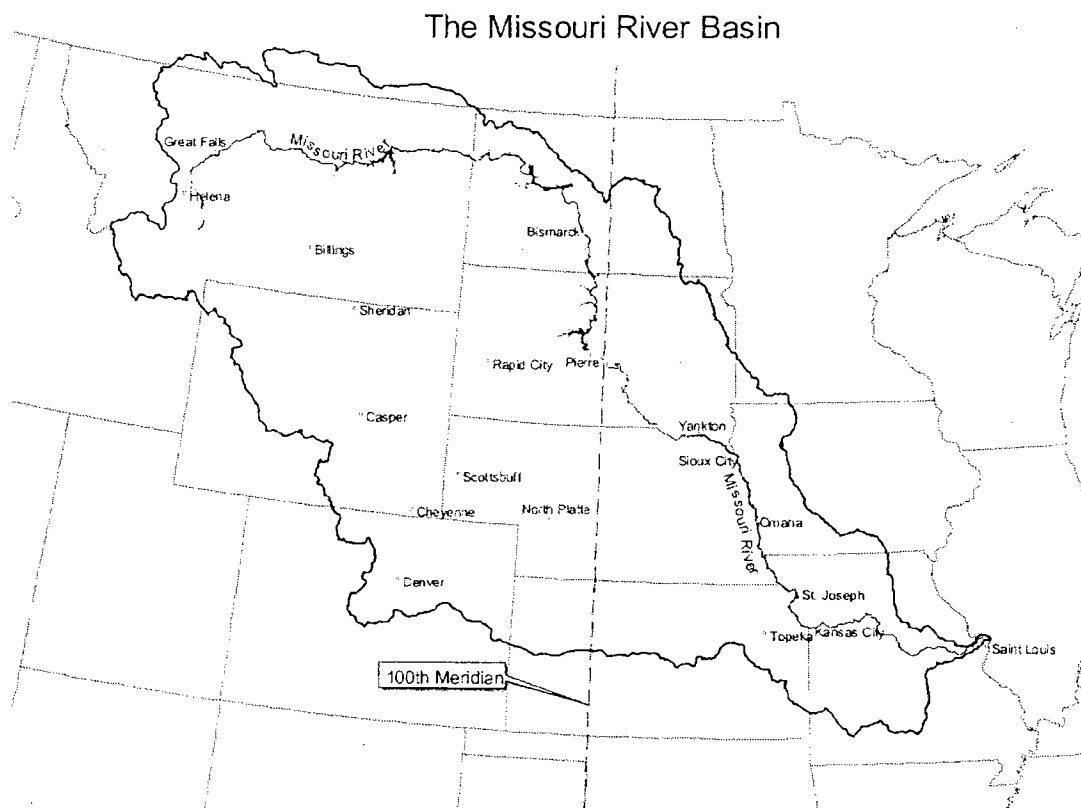 The Missouri River Basin
Great Falls
Missouri River
Helena
Bismarck
Billings
Sheridan
Rapid City
Pierre
Casper
Yankton
Sioux City
Scottsbuff
Missouri River
Cheyenne
North Platte
Omaha
Denver
St. Joseph
Topeka
Kansas City
Saint Louis
100th Meridian